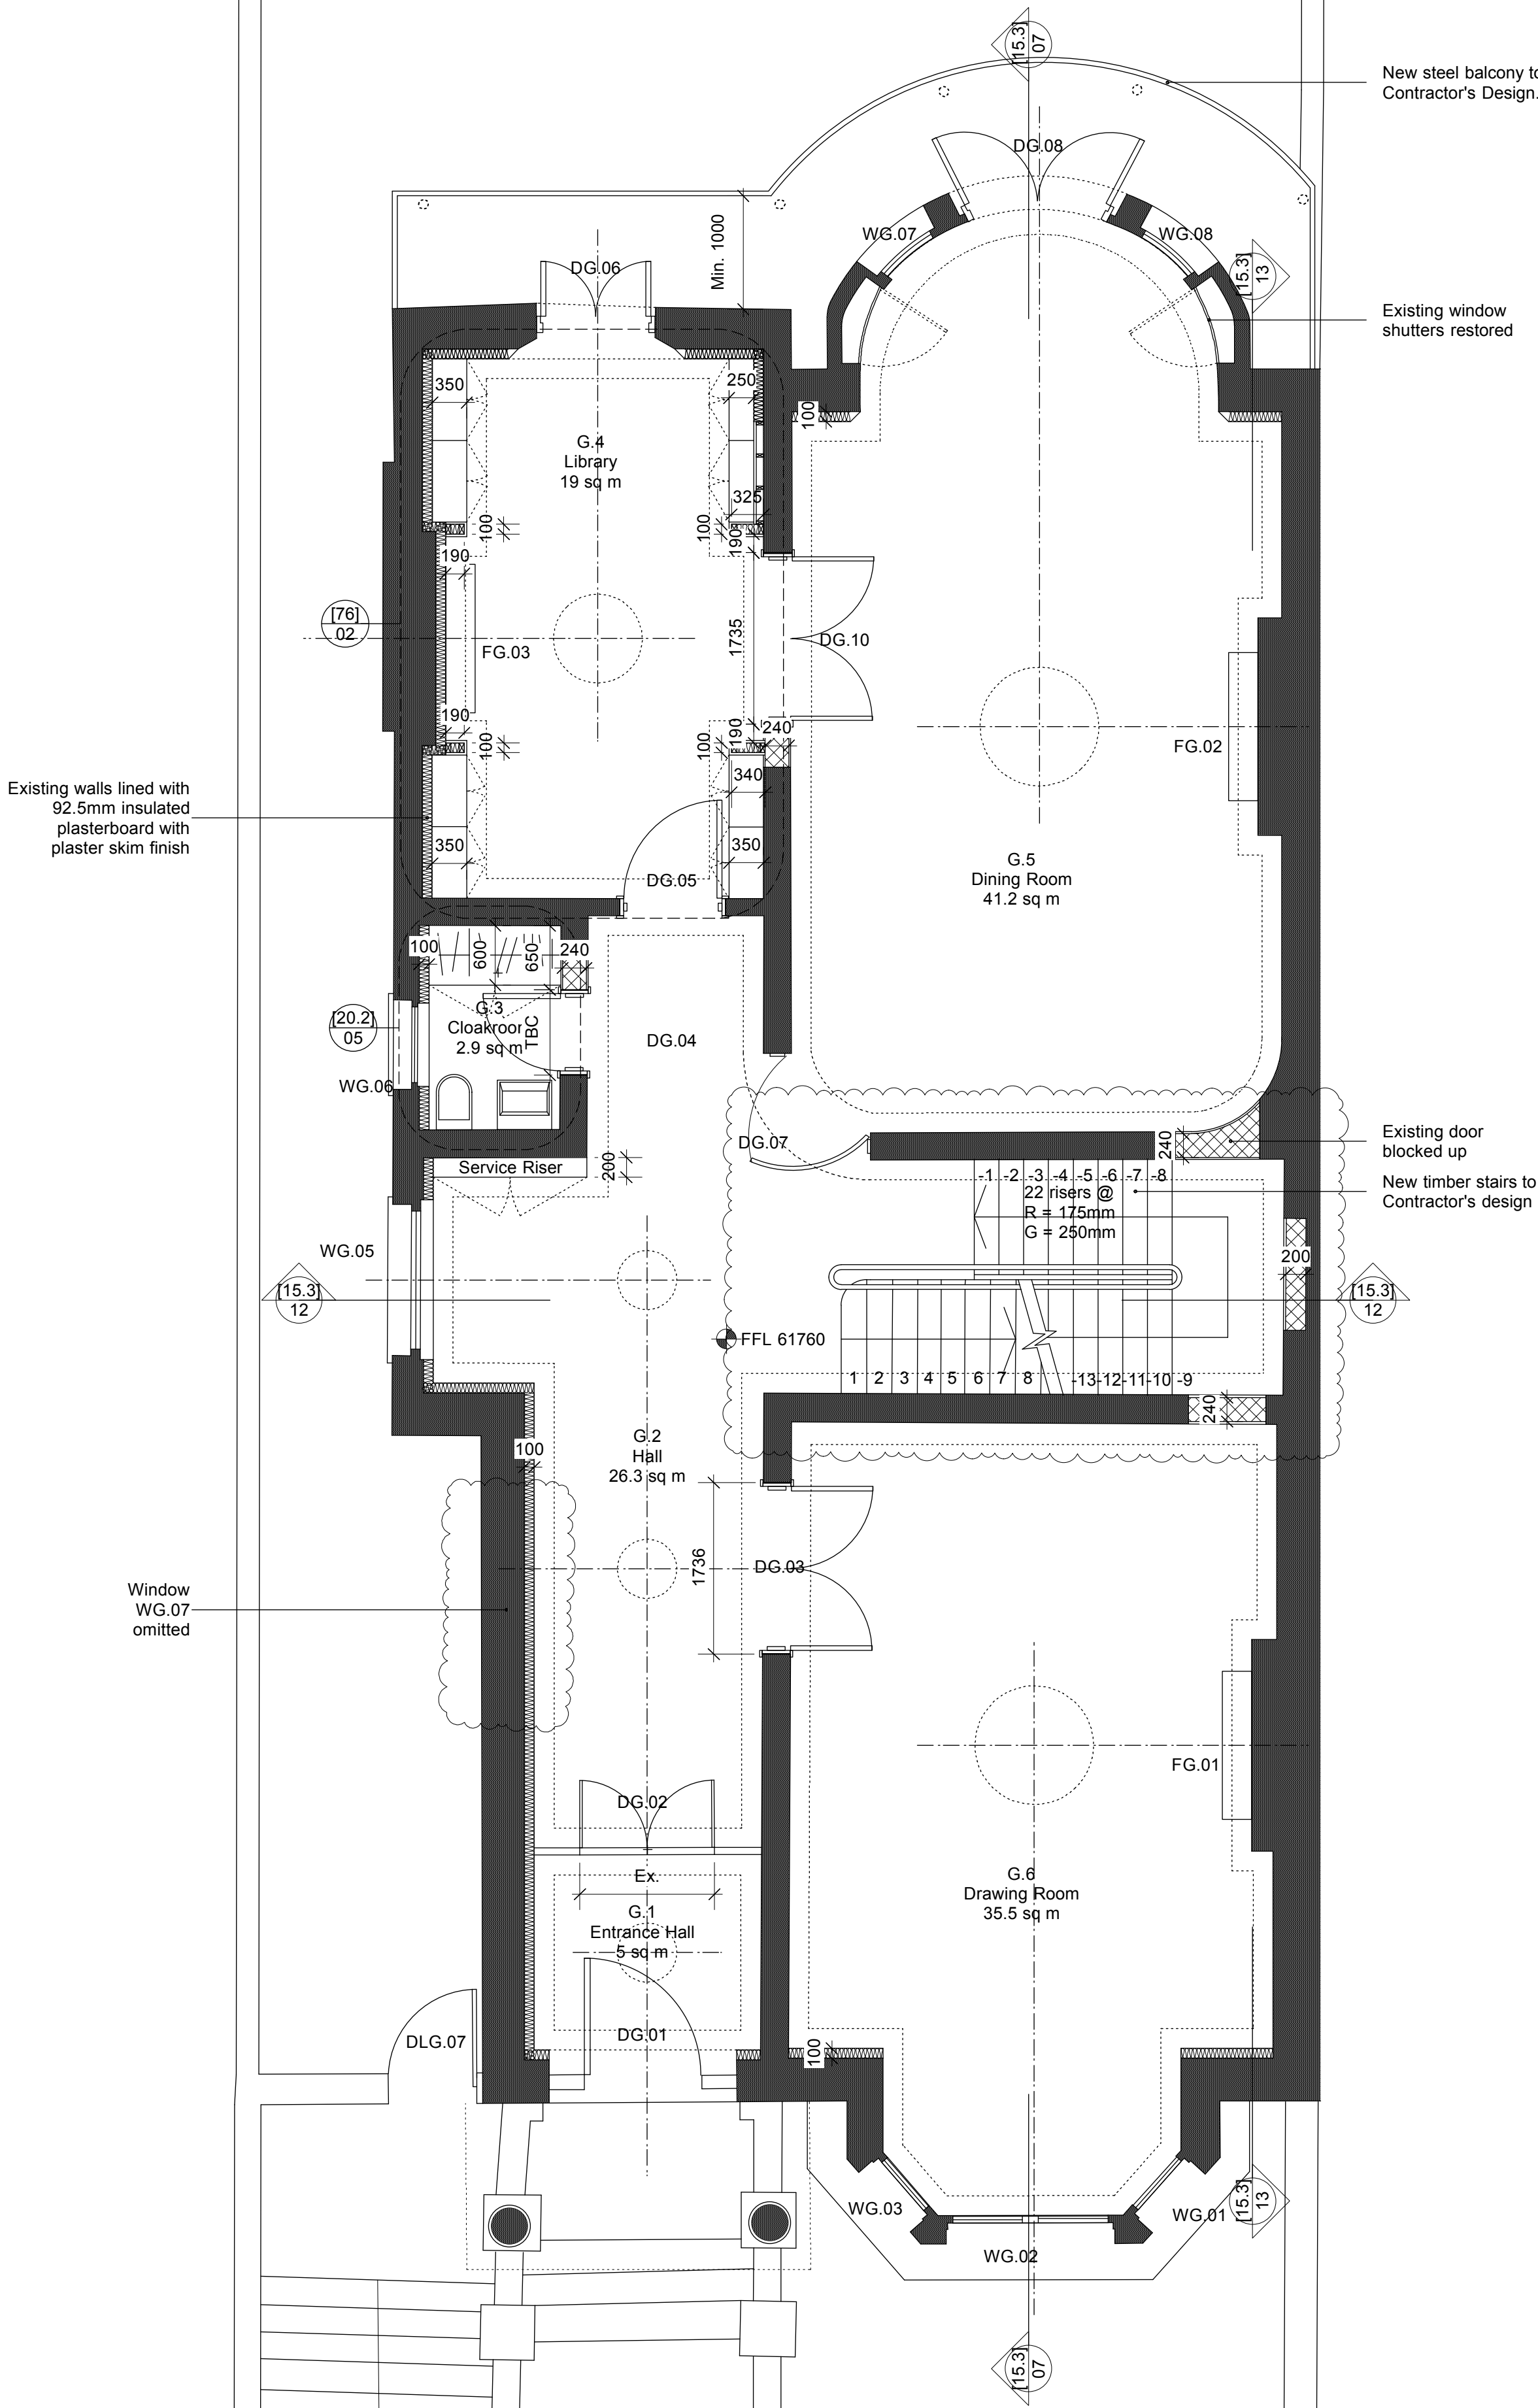 [15.3]
07
New steel balcony to
Contractor's Design.
DG.08
WG.07
WG.08
[15.3]
13
DG.06
Min. 1000
Existing window
shutters restored
350
250
100
G.4
Library
19 sq m
325
100
100
190
190
[76]
02
FG.03
1735
DG.10
190
190
240
100
100
340
FG.02
Existing walls lined with
92.5mm insulated
plasterboard with
plaster skim finish
350
350
DG.05
G.5
Dining Room
41.2 sq m
100
600
650
240
[20.2]
05
G.3
Cloakroom
2.9 sq m
TBC
DG.04
WG.06
DG.07
240
Existing door
blocked up
Service Riser
200
-1 -2 -3 -4 -5 -6 -7 -8
22 risers @
R = 175mm
G = 250mm
New timber stairs to
Contractor's design
WG.05
200
[15.3]
12
[15.3]
12
FFL 61760
1 2 3 4 5 6 7 8 -13 -12 -11 -10 -9
240
G.2
Hall
26.3 sq m
100
1736
DG.03
Window
WG.07
omitted
FG.01
DG.02
Ex.
G.1
Entrance Hall
5 sq m
G.6
Drawing Room
35.5 sq m
DLG.07
DG.01
100
WG.03
WG.01
[15.3]
13
WG.02
[15.3]
07